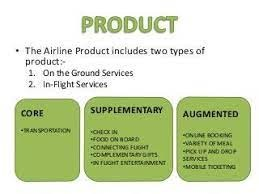 PRODUCT
• The Airline Product includes two types of
product:-
1. On the Ground Services
2. In-Flight Services
CORE
•TRANSPORTATION
SUPPLEMENTARY
•CHECK IN
•FOOD ON BOARD
•CONNECTING FLIGHT
•COMPLEMENTARY GIFTS
•IN FLIGHT ENTERTAINMENT
AUGMENTED
•ONLINE BOOKING
•VARIETY OF MEAL
•PICK UP AND DROP
SERVICES
•MOBILE TICKETING